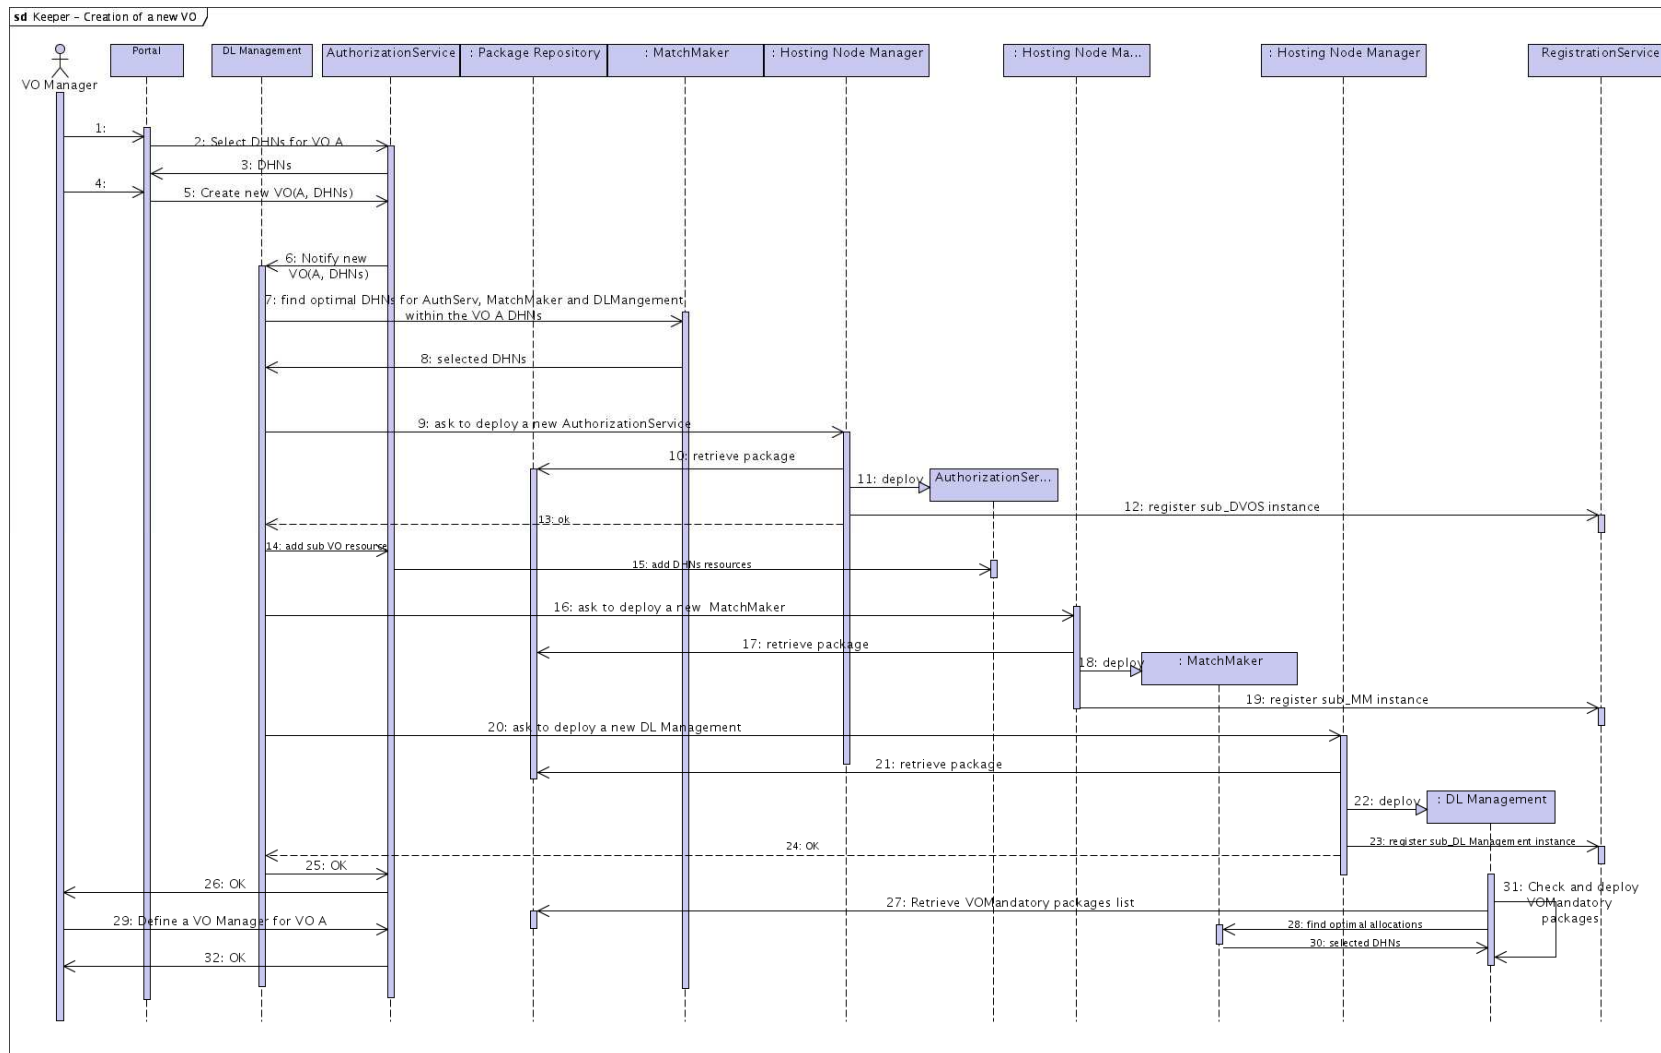 sd Keeper - Creation of a new VO
VO Manager
Portal
DL Management
AuthorizationService
: Package Repository
: MatchMaker
: Hosting Node Manager
: Hosting Node Ma...
: Hosting Node Manager
RegistrationService
1:
2: Select DHNs for VO A
3: DHNs
4:
5: Create new VO(A, DHNs)
6: Notify new
VO(A, DHNs)
7: find optimal DHNs for AuthServ, MatchMaker and DLMangement
within the VO A DHNs
8: selected DHNs
9: ask to deploy a new AuthorizationService
10: retrieve package
11: deploy
AuthorizationSer...
12: register sub_DVOS instance
13: ok
14: add sub VO resource
15: add DHNs resources
16: ask to deploy a new MatchMaker
17: retrieve package
18: deploy
: MatchMaker
19: register sub_MM instance
20: ask to deploy a new DL Management
21: retrieve package
22: deploy
: DL Management
23: register sub_DL Management instance
24: OK
25: OK
26: OK
27: Retrieve VOMandatory packages list
31: Check and deploy
VOMandatory
packages
28: find optimal allocations
29: Define a VO Manager for VO A
30: selected DHNs
32: OK